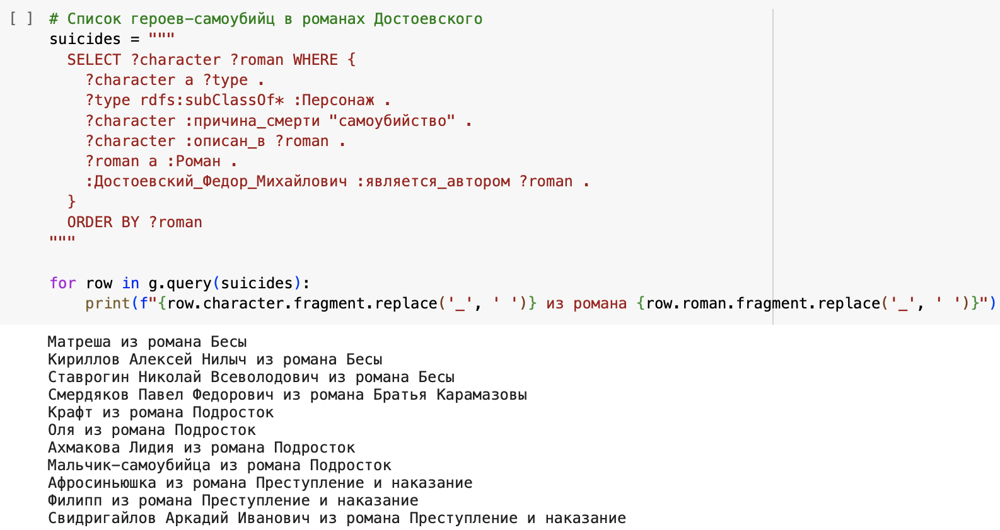 [ ] # Список героев-самоубийц в романах Достоевского
suicides = """
SELECT ?character ?roman WHERE {
?character a ?type .
?type rdfs:subClassOf* :Персонаж .
?character :причина_смерти "самоубийство" .
?character :описан_в ?roman .
?roman a :Роман .
:Достоевский_Федор_Михайлович :является_автором ?roman .
}
ORDER BY ?roman
"""
for row in g.query(suicides):
print(f"{row.character.fragment.replace('_', ' ')} из романа {row.roman.fragment.replace('_', ' ')}")
Матреша из романа Бесы
Кириллов Алексей Нилыч из романа Бесы
Ставрогин Николай Всеволодович из романа Бесы
Смердяков Павел Федорович из романа Братья Карамазовы
Крафт из романа Подросток
Оля из романа Подросток
Ахмакова Лидия из романа Подросток
Мальчик-самоубийца из романа Подросток
Афросиньюшка из романа Преступление и наказание
Филипп из романа Преступление и наказание
Свидригайлов Аркадий Иванович из романа Преступление и наказание